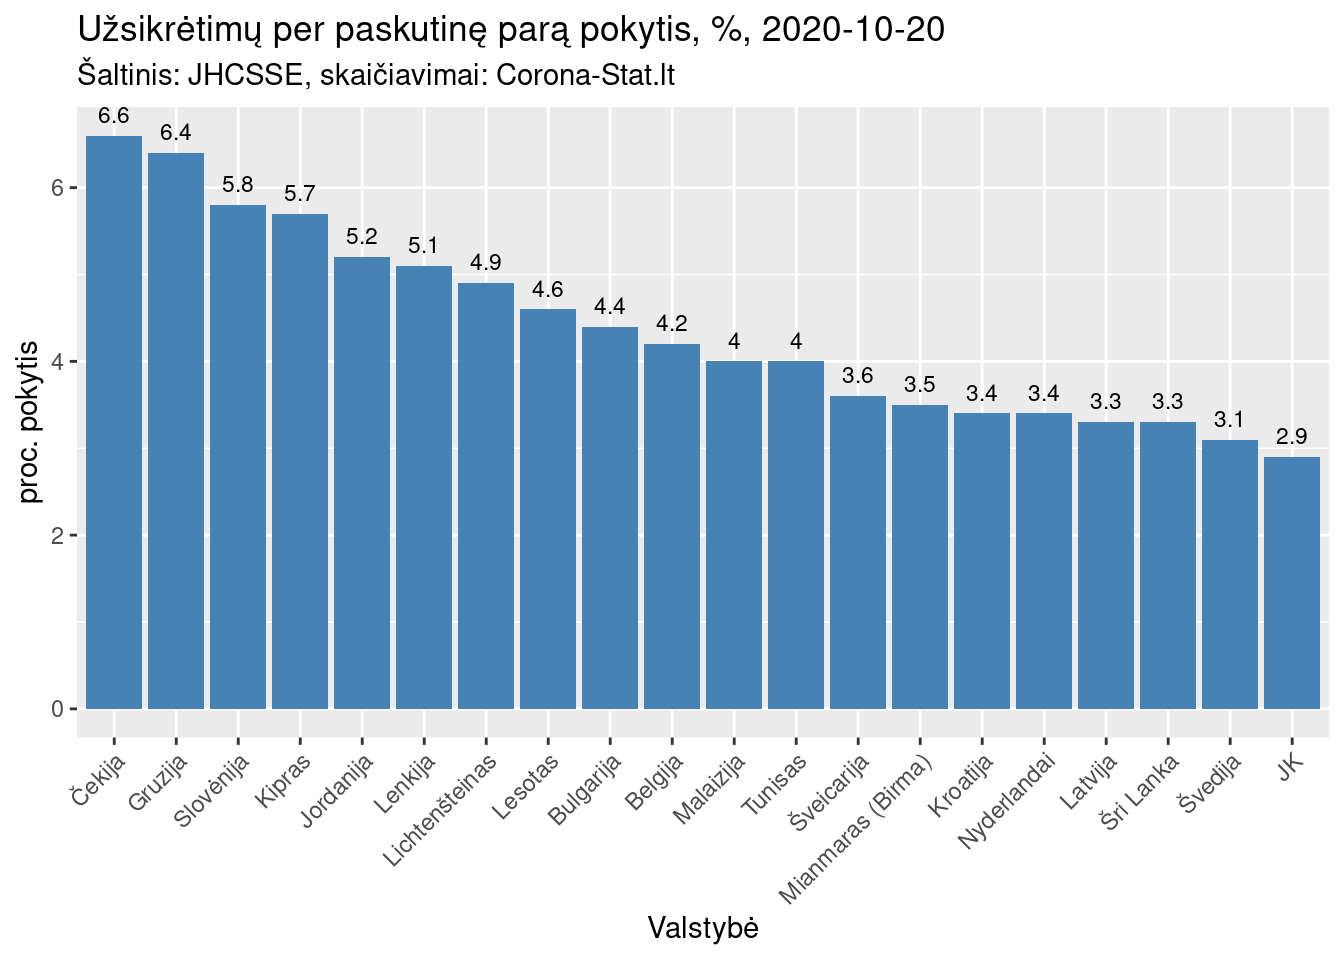 Užsikrėtimų per paskutinę parą pokytis, %, 2020-10-20
Šaltinis: JHCSSE, skaičiavimai: Corona-Stat.lt
6.6
6.4
5.8
5.7
5.2
5.1
4.9
4.6
4.4
4.2
4
4
3.6
3.5
3.4
3.4
3.3
3.3
3.1
2.9
6
4
2
0
proc. pokytis
Čekija
Gruzija
Slovėnija
Kipras
Jordanija
Lenkija
Lichtenšteinas
Lesotas
Bulgarija
Belgija
Malaizija
Tunisas
Šveicarija
Mianmaras (Birma)
Kroatija
Nyderlandai
Latvija
Šri Lanka
Švedija
JK
Valstybė